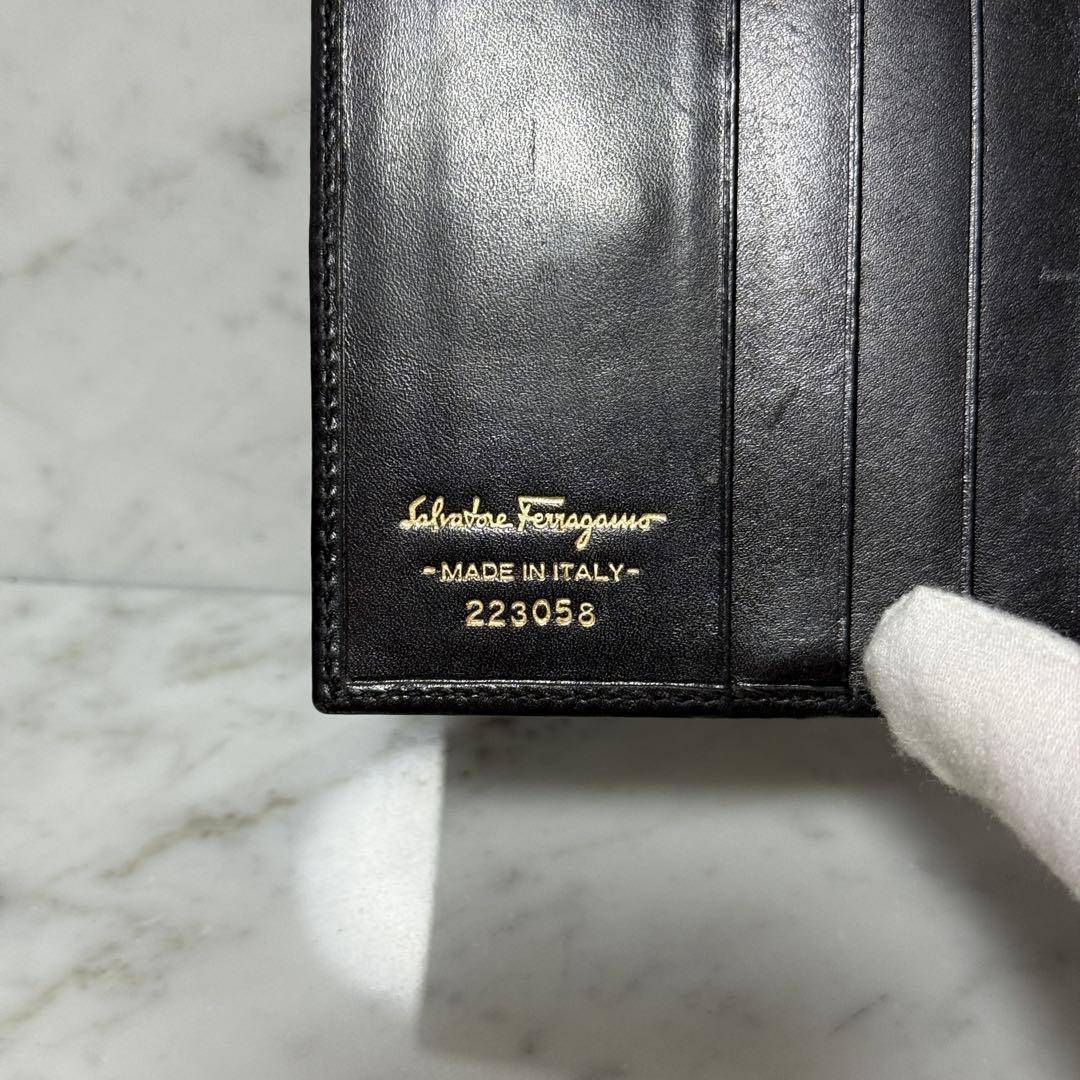 Salvatore Ferragamo
-MADE IN ITALY-
223058